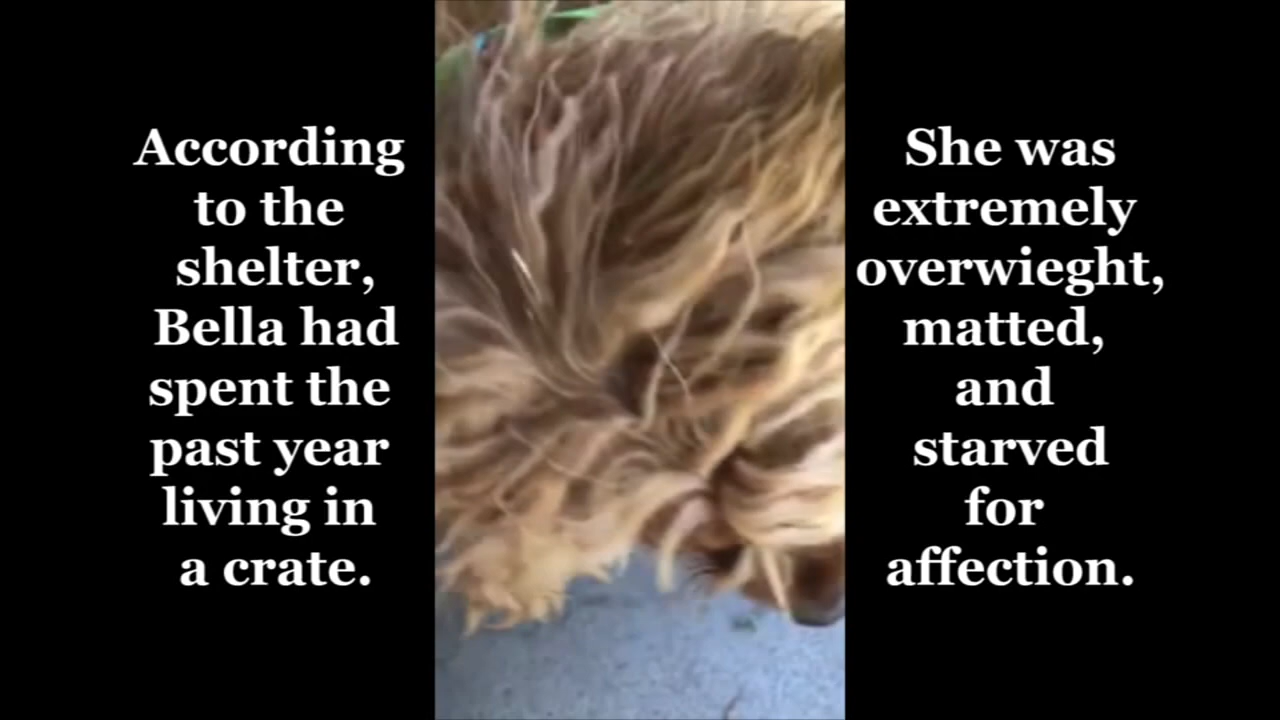 According
to the
shelter,
Bella had
spent the
past year
living in
a crate.
She was
extremely
overwieght,
matted,
and
starved
for
affection.